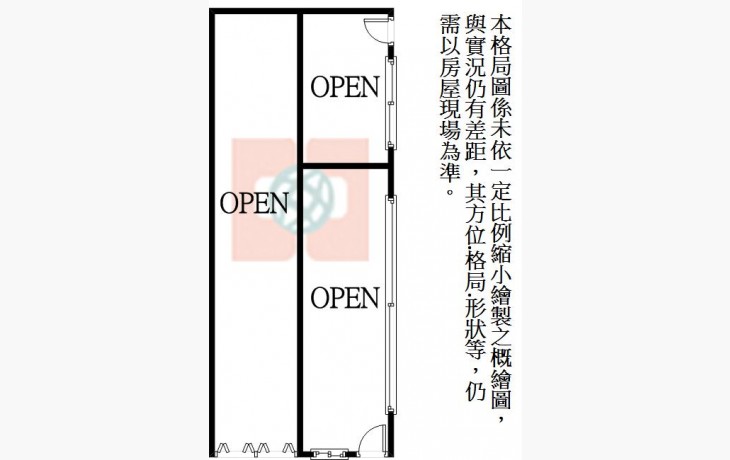 OPEN
OPEN
OPEN
本格局圖係未依一定比例縮小繪製之概繪圖，
與實況仍有差距，其方位‧格局‧形狀等，仍
需以房屋現場為準。